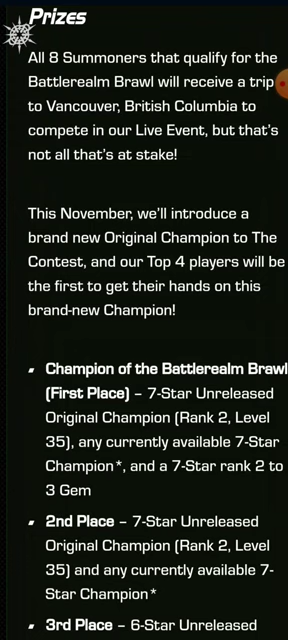 Prizes
All 8 Summoners that qualify for the
Battlerealm Brawl will receive a trip
to Vancouver, British Columbia to
compete in our Live Event, but that's
not all that's at stake!
This November, we'll introduce a
brand new Original Champion to The
Contest, and our Top 4 players will be
the first to get their hands on this
brand-new Champion!
Champion of the Battlerealm Brawl
(First Place) – 7-Star Unreleased
Original Champion (Rank 2, Level
35), any currently available 7-Star
Champion*, and a 7-Star rank 2 to
3 Gem
2nd Place – 7-Star Unreleased
Original Champion (Rank 2, Level
35) and any currently available 7-
Star Champion*
3rd Place – 6-Star Unreleased